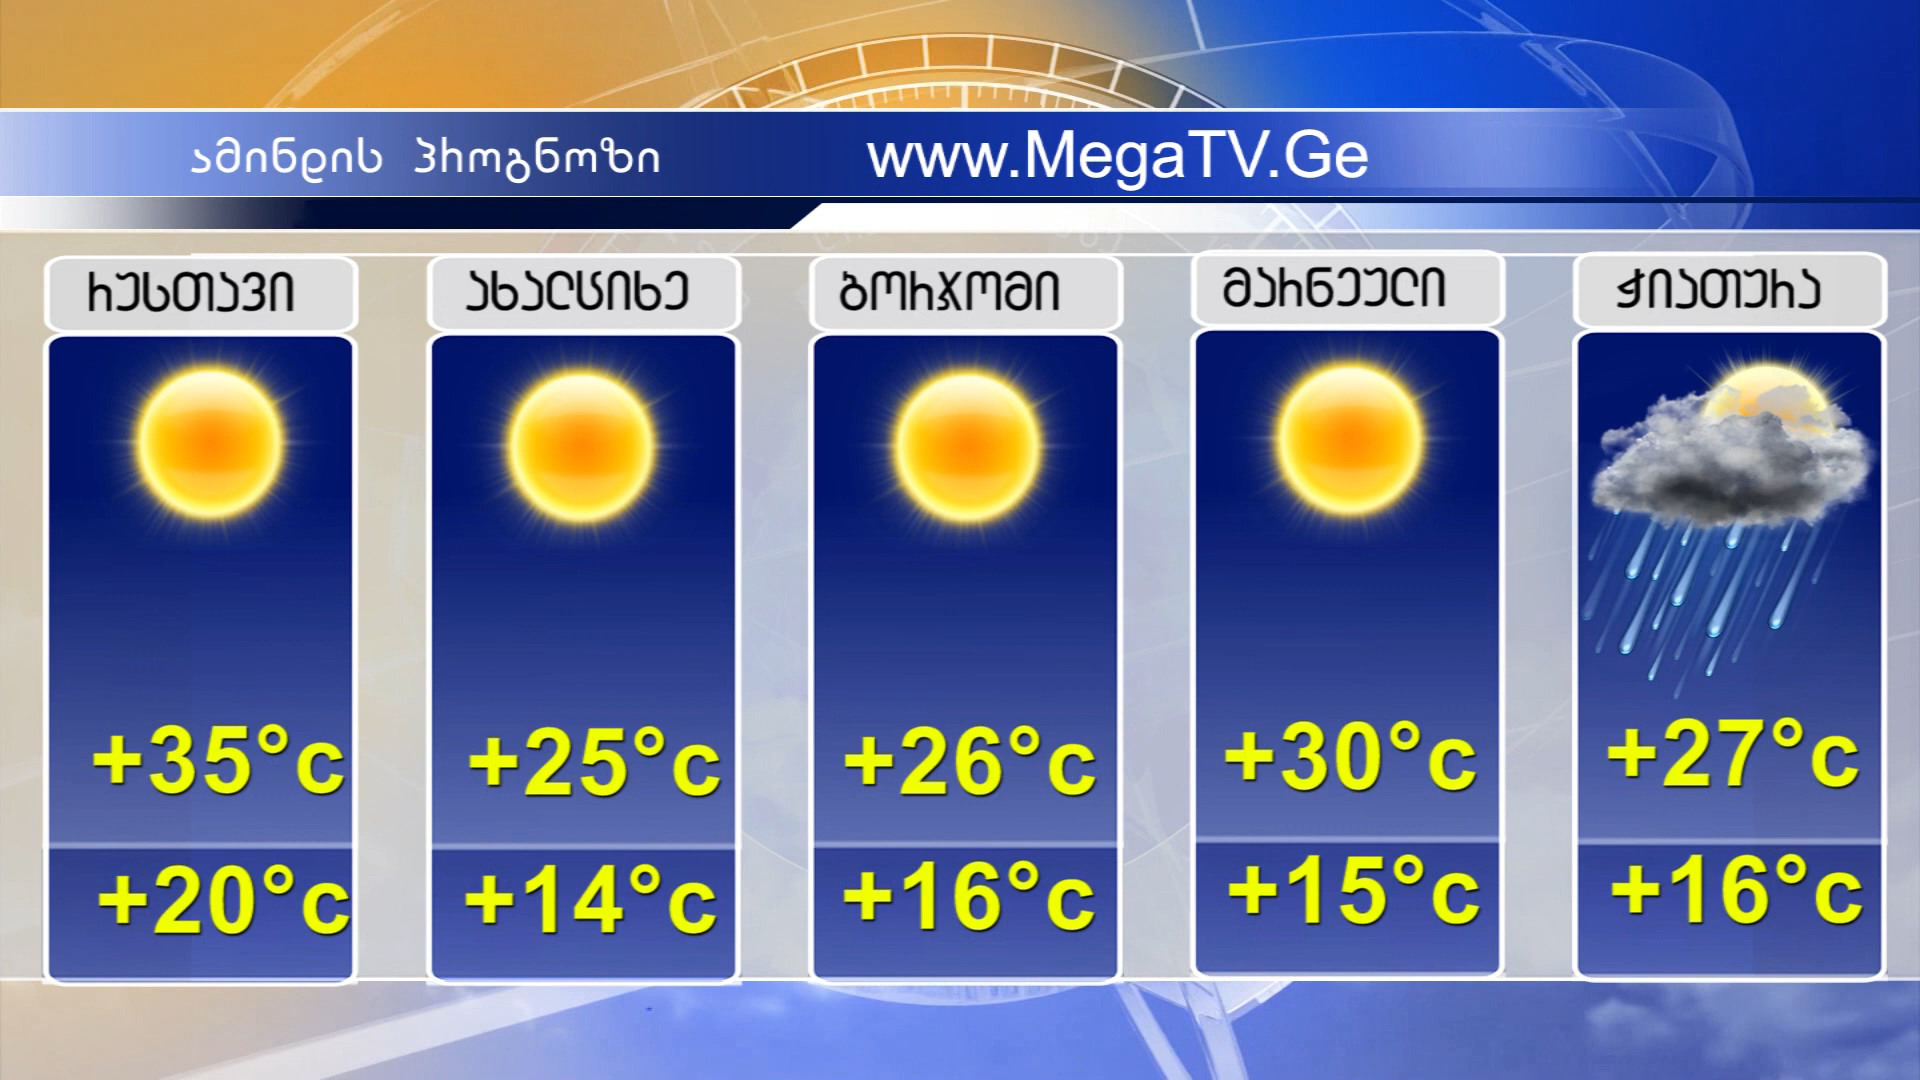 ამინდის პროგნოზი
www.MegaTV.Ge
რუსთავი
ახალციხე
ბორჯომი
მარნეული
ჭიათურა
+35°c
+25°c
+26°c
+30°c
+27°c
+20°c
+14°c
+16°c
+15°c
+16°c